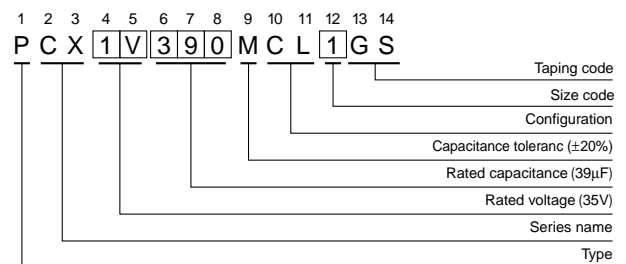 1 2 3 4 5 6 7 8 9 10 11 12 13 14
P C X 1 V 3 9 0 M C L 1 G S
Taping code
Size code
Configuration
Capacitance toleranc (±20%)
Rated capacitance (39μF)
Rated voltage (35V)
Series name
Type